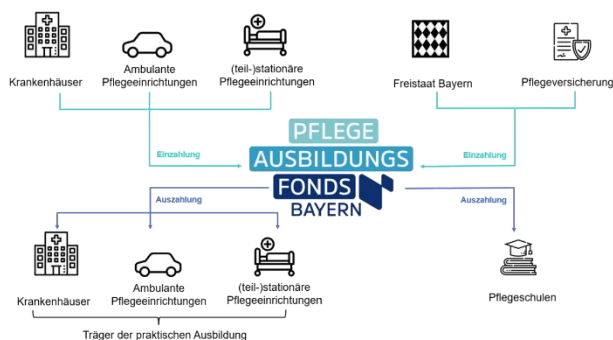 Krankenhäuser
Ambulante
Pflegeeinrichtungen
(teil-)stationäre
Pflegeeinrichtungen
Freistaat Bayern
Pflegeversicherung
Einzahlung
Einzahlung
PFLEGE
AUSBILDUNGS
FONDS
BAYERN
Auszahlung
Auszahlung
Krankenhäuser
Ambulante
Pflegeeinrichtungen
(teil-)stationäre
Pflegeeinrichtungen
Pflegeschulen
Träger der praktischen Ausbildung